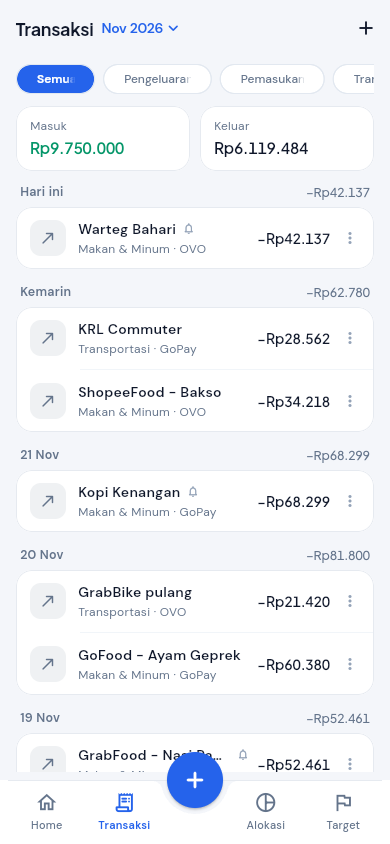 Transaksi Nov 2026
Semua Pengeluaran Pemasukan
Masuk Keluar
Rp9.750.000 Rp6.119.484
Hari ini -Rp42.137
Warteg Bahari
Makan & Minum · OVO
-Rp42.137
Kemarin -Rp62.780
KRL Commuter
Transportasi · GoPay
-Rp28.562
ShopeeFood - Bakso
Makan & Minum · OVO
-Rp34.218
21 Nov -Rp68.299
Kopi Kenangan
Makan & Minum · GoPay
-Rp68.299
20 Nov -Rp81.800
GrabBike pulang
Transportasi · OVO
-Rp21.420
GoFood - Ayam Geprek
Makan & Minum · GoPay
-Rp60.380
19 Nov -Rp52.461
GrabFood - Nasi Pa...
-Rp52.461
Home Transaksi Alokasi Target